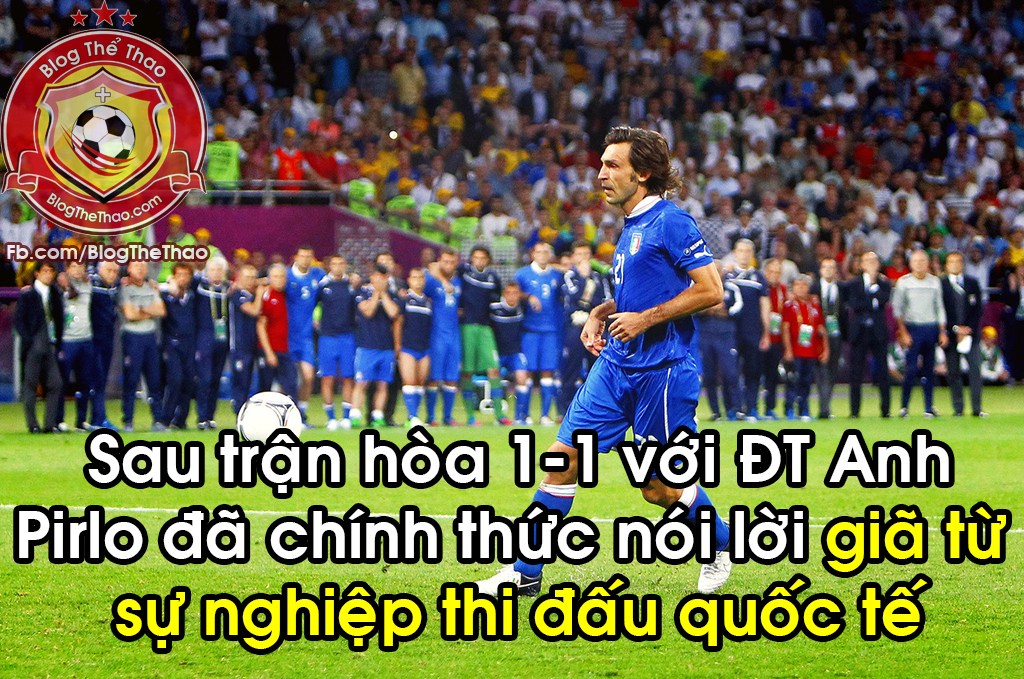 Blog Thể Thao
BlogTheThao.com
Fb.com/BlogTheThao
21
Sau trận hòa 1-1 với ĐT Anh
Pirlo đã chính thức nói lời giã từ
sự nghiệp thi đấu quốc tế